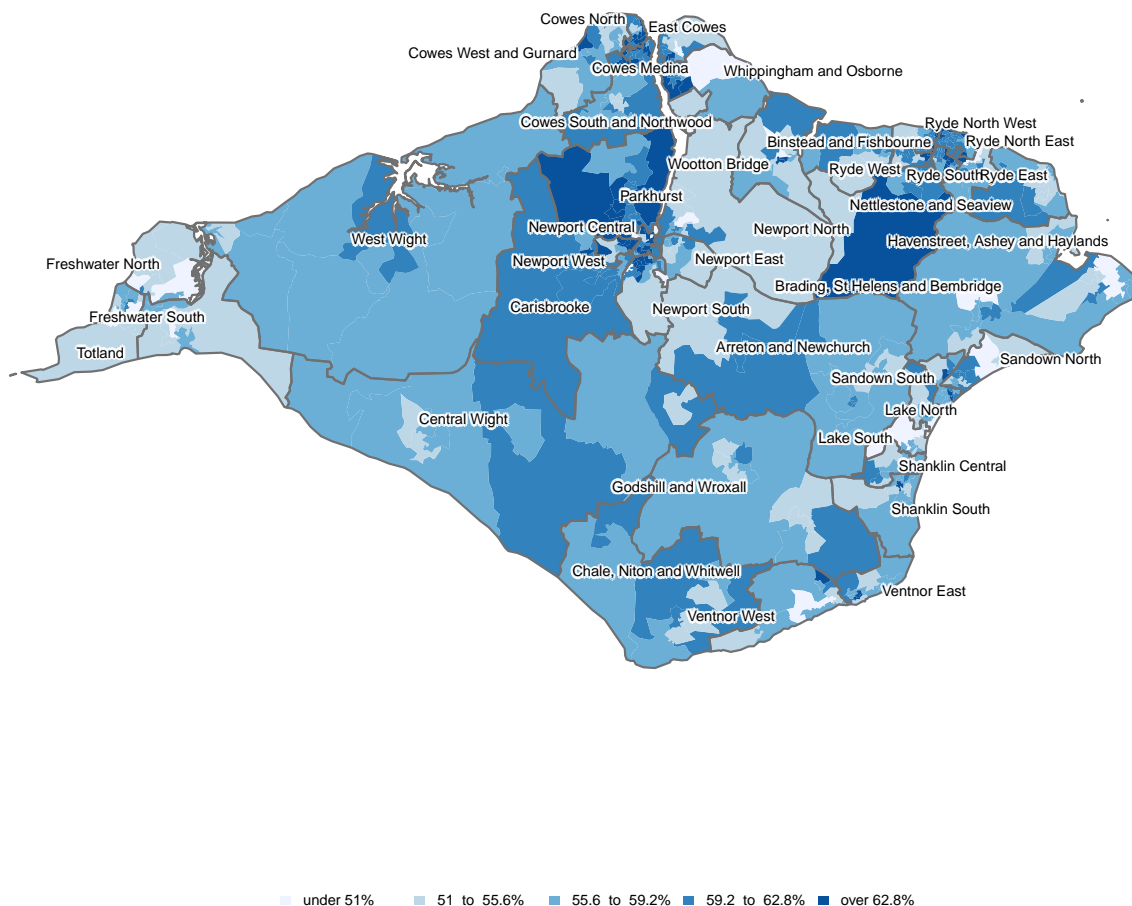 Cowes North
East Cowes
Cowes West and Gurnard
Cowes Medina
Whippingham and Osborne
Cowes South and Northwood
Ryde North West
Binstead and Fishbourne
Ryde North East
Wootton Bridge
Ryde West
Ryde South
Ryde East
Parkhurst
Nettlestone and Seaview
Newport Central
Newport North
West Wight
Havenstreet, Ashey and Haylands
Newport West
Newport East
Freshwater North
Brading, St Helens and Bembridge
Carisbrooke
Newport South
Freshwater South
Arreton and Newchurch
Totland
Sandown North
Sandown South
Lake North
Central Wight
Lake South
Shanklin Central
Godshill and Wroxall
Shanklin South
Chale, Niton and Whitwell
Ventnor East
Ventnor West
under 51% 51 to 55.6% 55.6 to 59.2% 59.2 to 62.8% over 62.8%